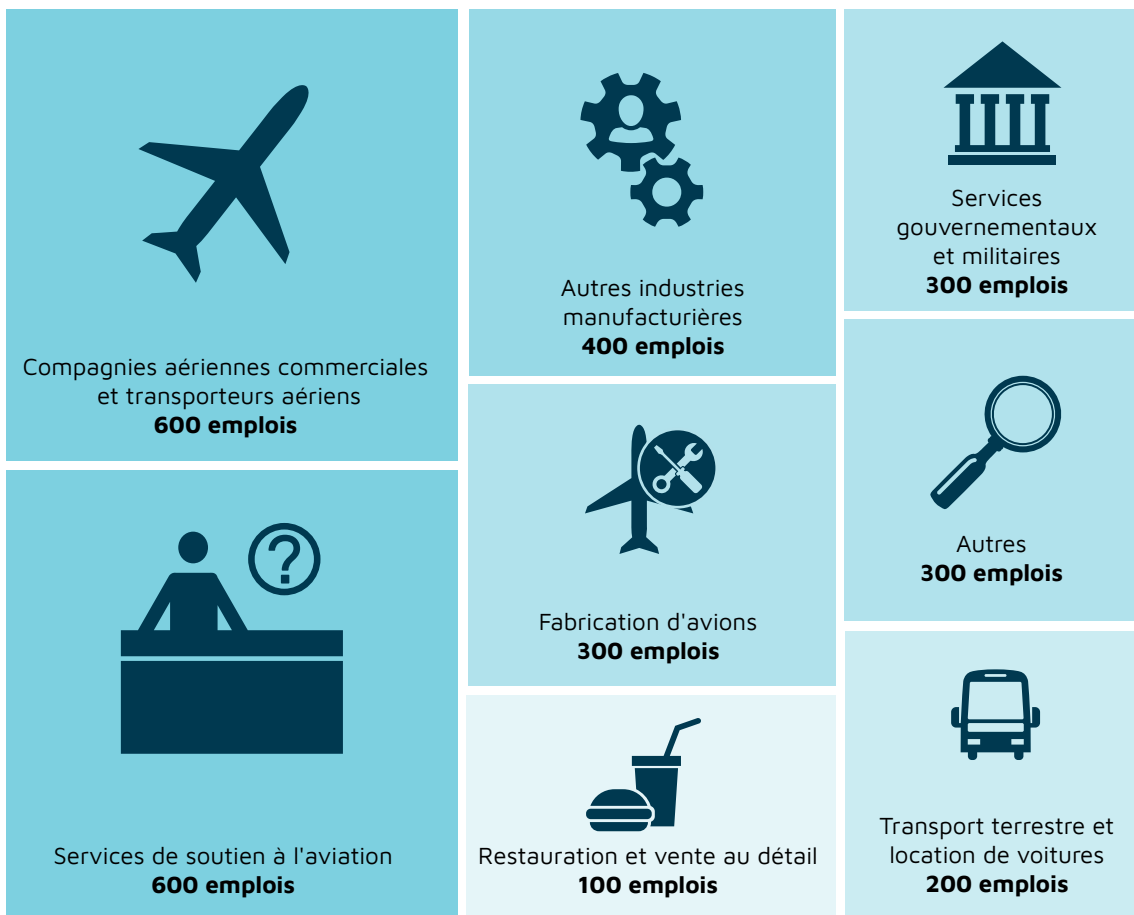 Compagnies aériennes commerciales
et transporteurs aériens
600 emplois
Services de soutien à l'aviation
600 emplois
Autres industries
manufacturières
400 emplois
Fabrication d'avions
300 emplois
Restauration et vente au détail
100 emplois
Services
gouvernementaux
et militaires
300 emplois
Autres
300 emplois
Transport terrestre et
location de voitures
200 emplois
?